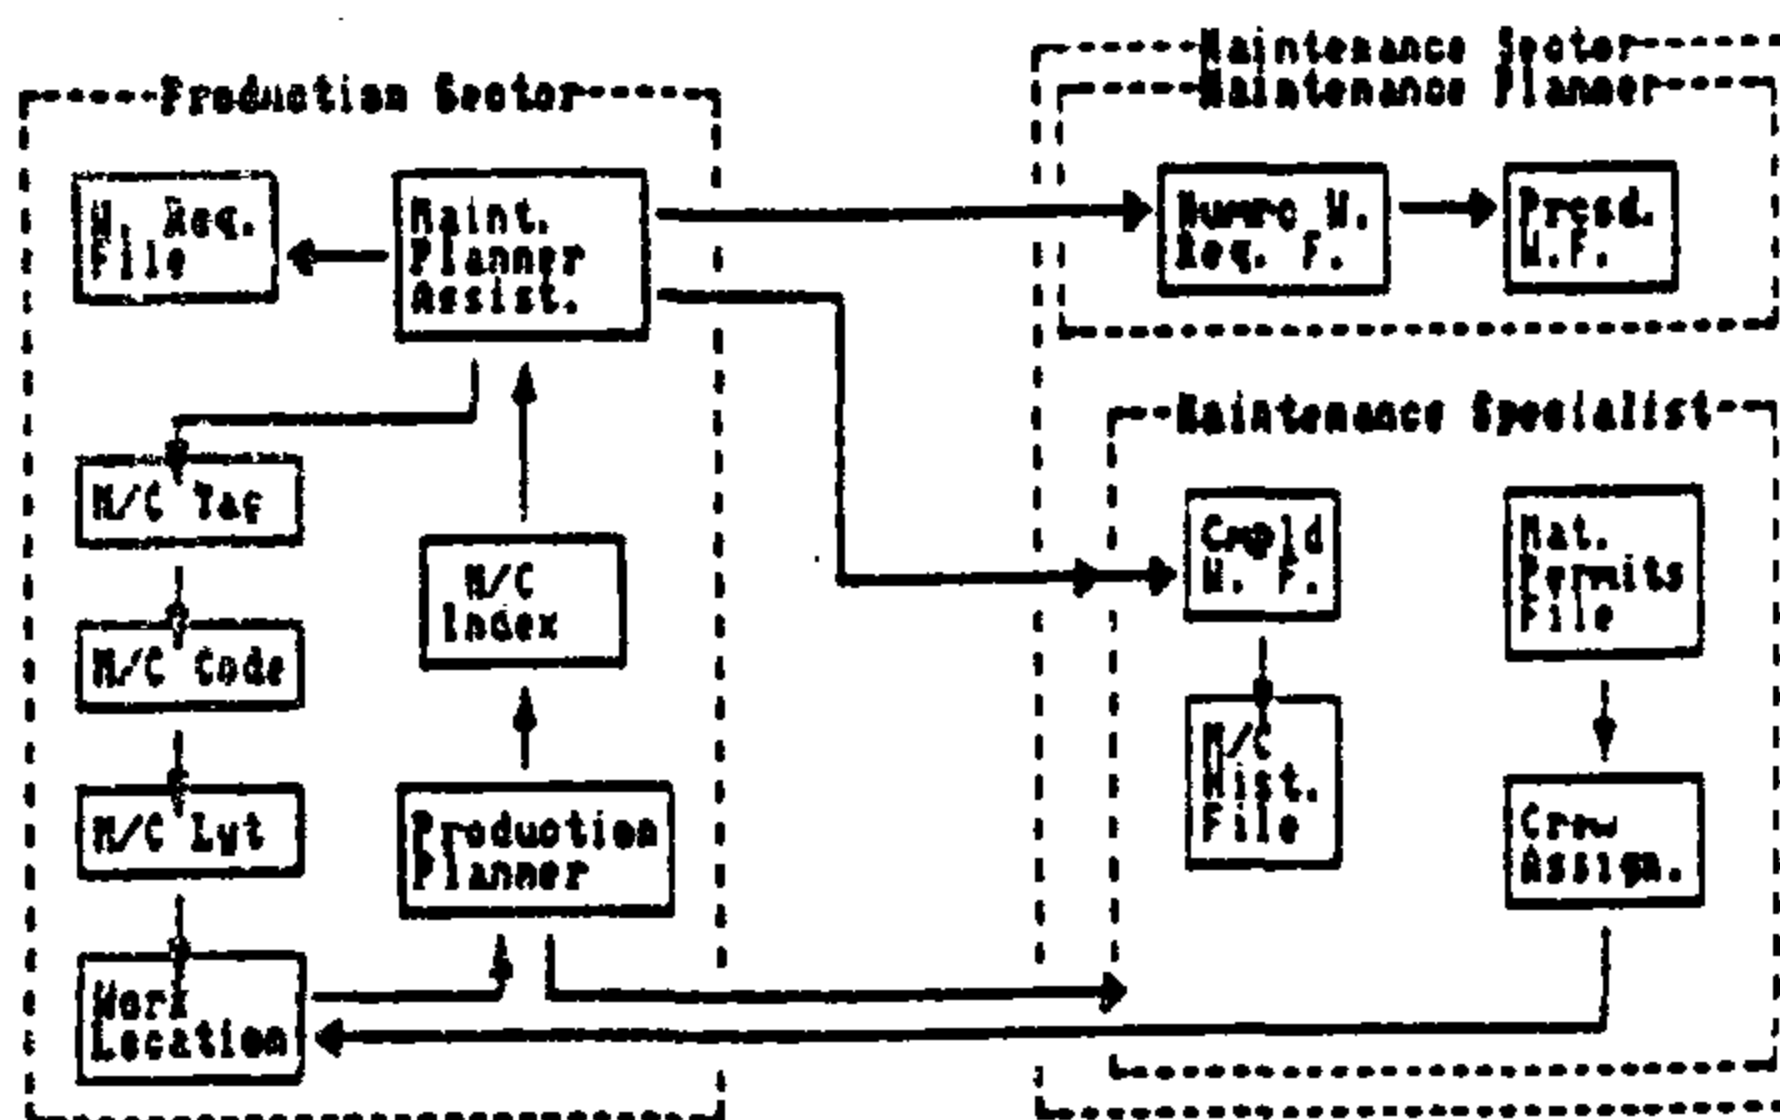 Production Sector
Maintenance Sector
Maintenance Planner
W. Req.
File
Maint.
Planner
Assist.
W.
Req. F.
Prcsd.
W.F.
Maintenance Specialist
M/C Tag
M/C
Index
Cmpld
W. F.
Mat.
Permits
File
M/C Code
M/C
Hist.
File
M/C Lyt
Production
Planner
Crew
Assign.
Work
Location